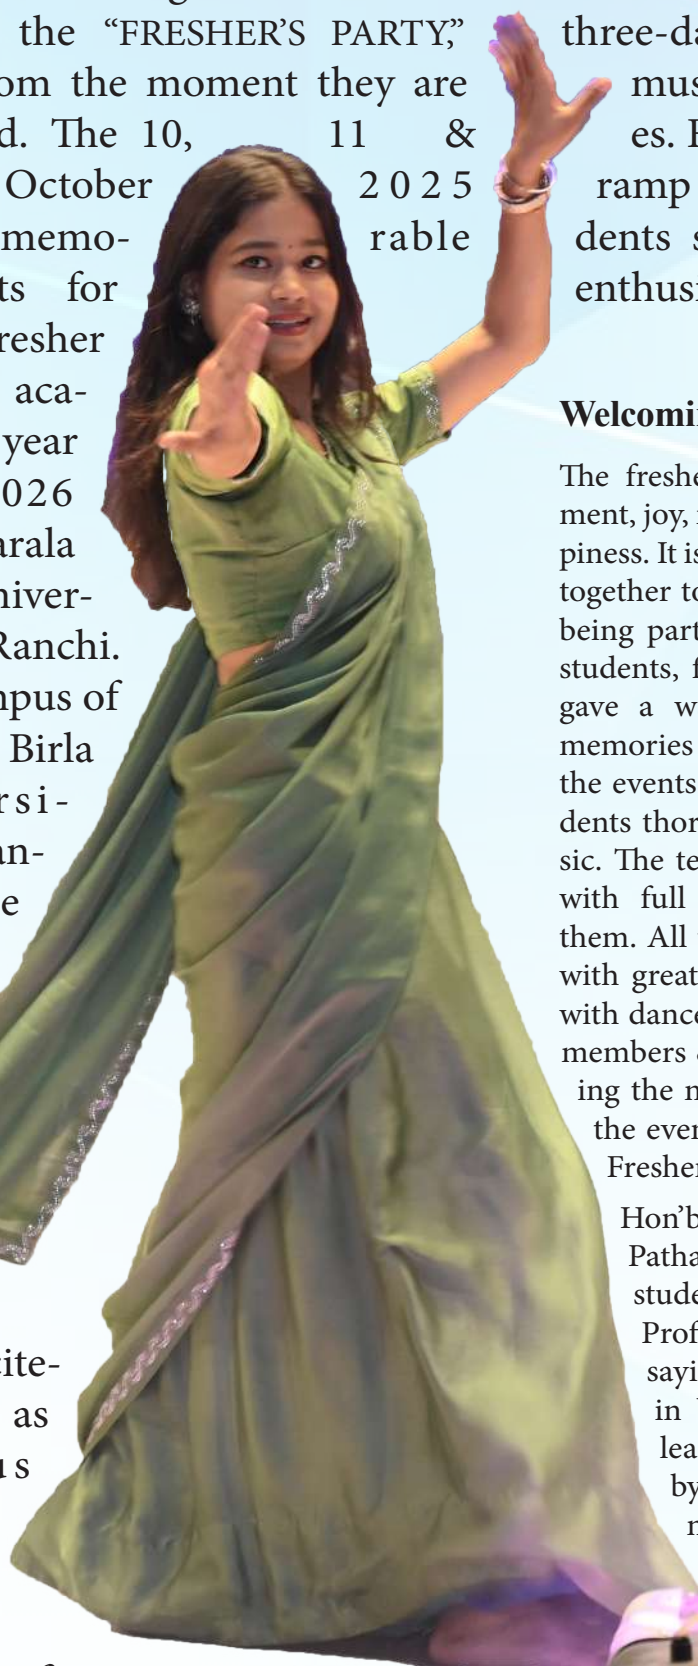 the “FRESHER’S PARTY,”
om the moment they are
d. The 10, 11 &
October 2025
memo- rable
ts for
resher
aca-
year
026
arala
niver-
Ranchi.
npus of
Birla
rsi-
an-
e
cite-
as
us
three-da
mus
es. 
ramp
dents s
enthusi
Welcomin
The freshe
ment, joy,
piness. It is
together to
being part
students, f
gave a w
memories
the events
dents thor
sic. The te
with full
them. All
with great
with dance
members
ing the m
the even
Fresher
Hon’b
Patha
stude
Prof
sayi
in
lea
by